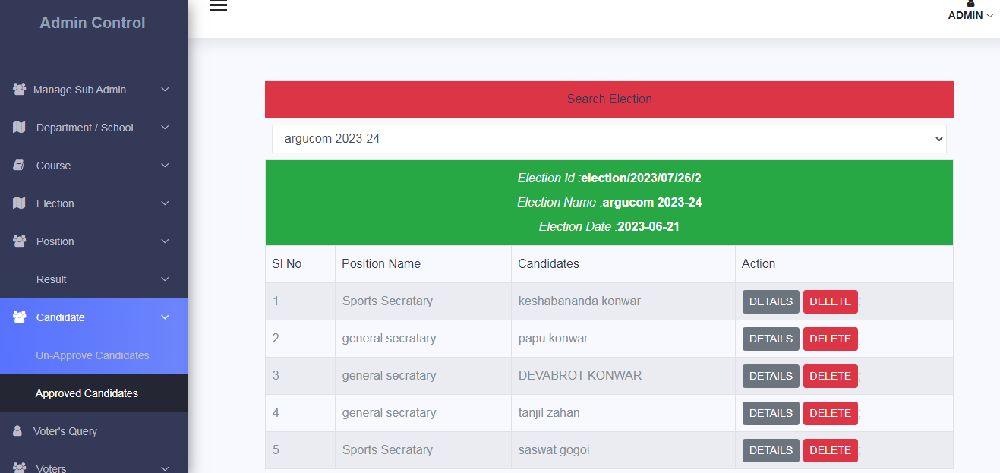 Admin Control
ADMIN
Manage Sub Admin
Department / School
Course
Election
Position
Result
Candidate
Un-Approve Candidates
Approved Candidates
Voter's Query
Voters
Search Election
argucom 2023-24
Election Id :election/2023/07/26/2
Election Name :argucom 2023-24
Election Date :2023-06-21
Sl No Position Name Candidates Action
1 Sports Secratary keshabananda konwar DETAILS DELETE ;
2 general secratary papu konwar DETAILS DELETE ;
3 general secratary DEVABROT KONWAR DETAILS DELETE ;
4 general secratary tanjil zahan DETAILS DELETE ;
5 Sports Secratary saswat gogoi DETAILS DELETE ;